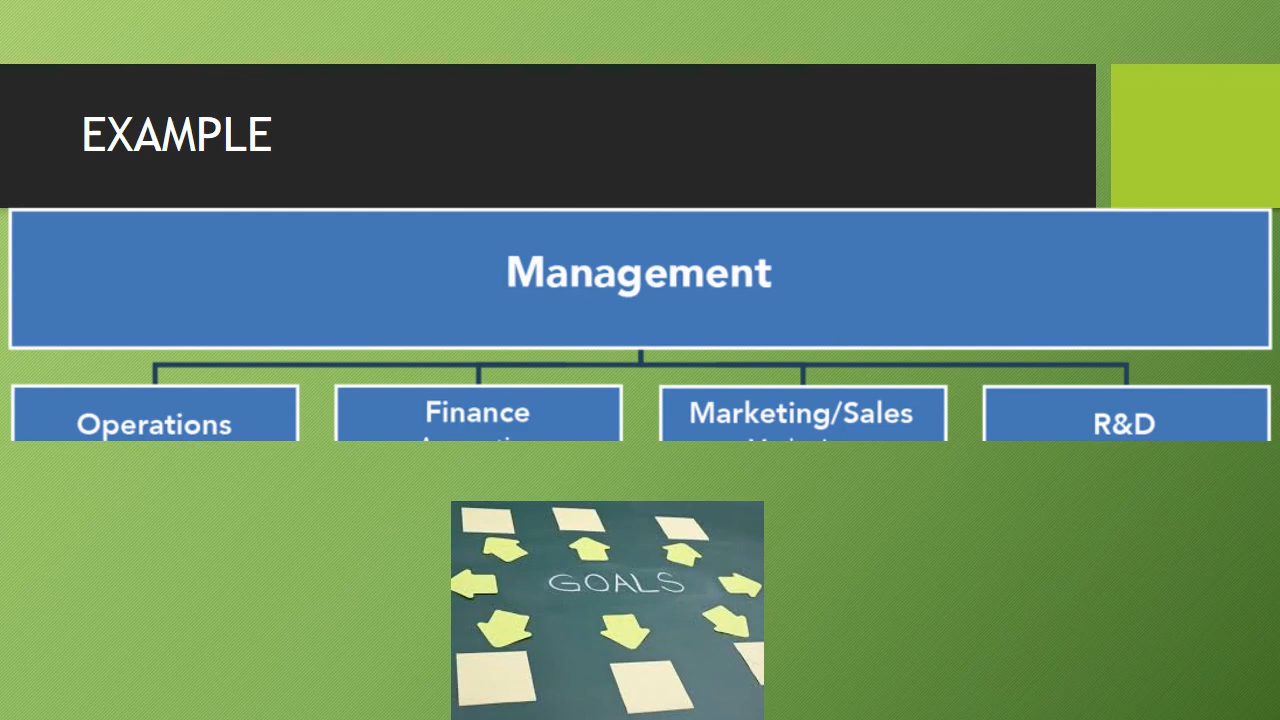 EXAMPLE
Management
Operations
Finance
Marketing/Sales
R&D
GOALS